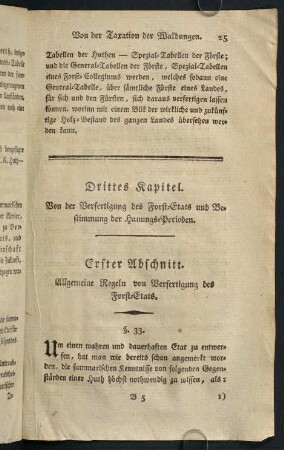 Von der Taxation der Waldungen. 25
Tabellen der Huthen — Spezial-Tabellen der Förste;
und die General-Tabellen der Förste, Spezial-Tabellen
eines Forst-Collegiums werden, welches sodann eine
General-Tabelle, über sämtliche Förste eines Landes,
für sich und den Fürsten, sich daraus verfertigen lassen
können, worinn mit einem Blik der wirkliche und zukünf-
tige Holz-Bestand des ganzen Landes übersehen wer-
den kann.
Drittes Kapitel.
Von der Verfertigung des Forst-Etats und Be-
stimmung der Hauungs-Perioden.
Erster Abschnitt.
Allgemeine Regeln von Verfertigung des
Forst-Etats.
§. 33.
Um einen wahren und dauerhaften Etat zu entwer-
fen, hat man wie bereits schon angemerkt wor-
den, die summarischen Kenntnisse von folgenden Gegen-
ständen einer Huth höchst nothwendig zu wissen, als:
B 5 1)